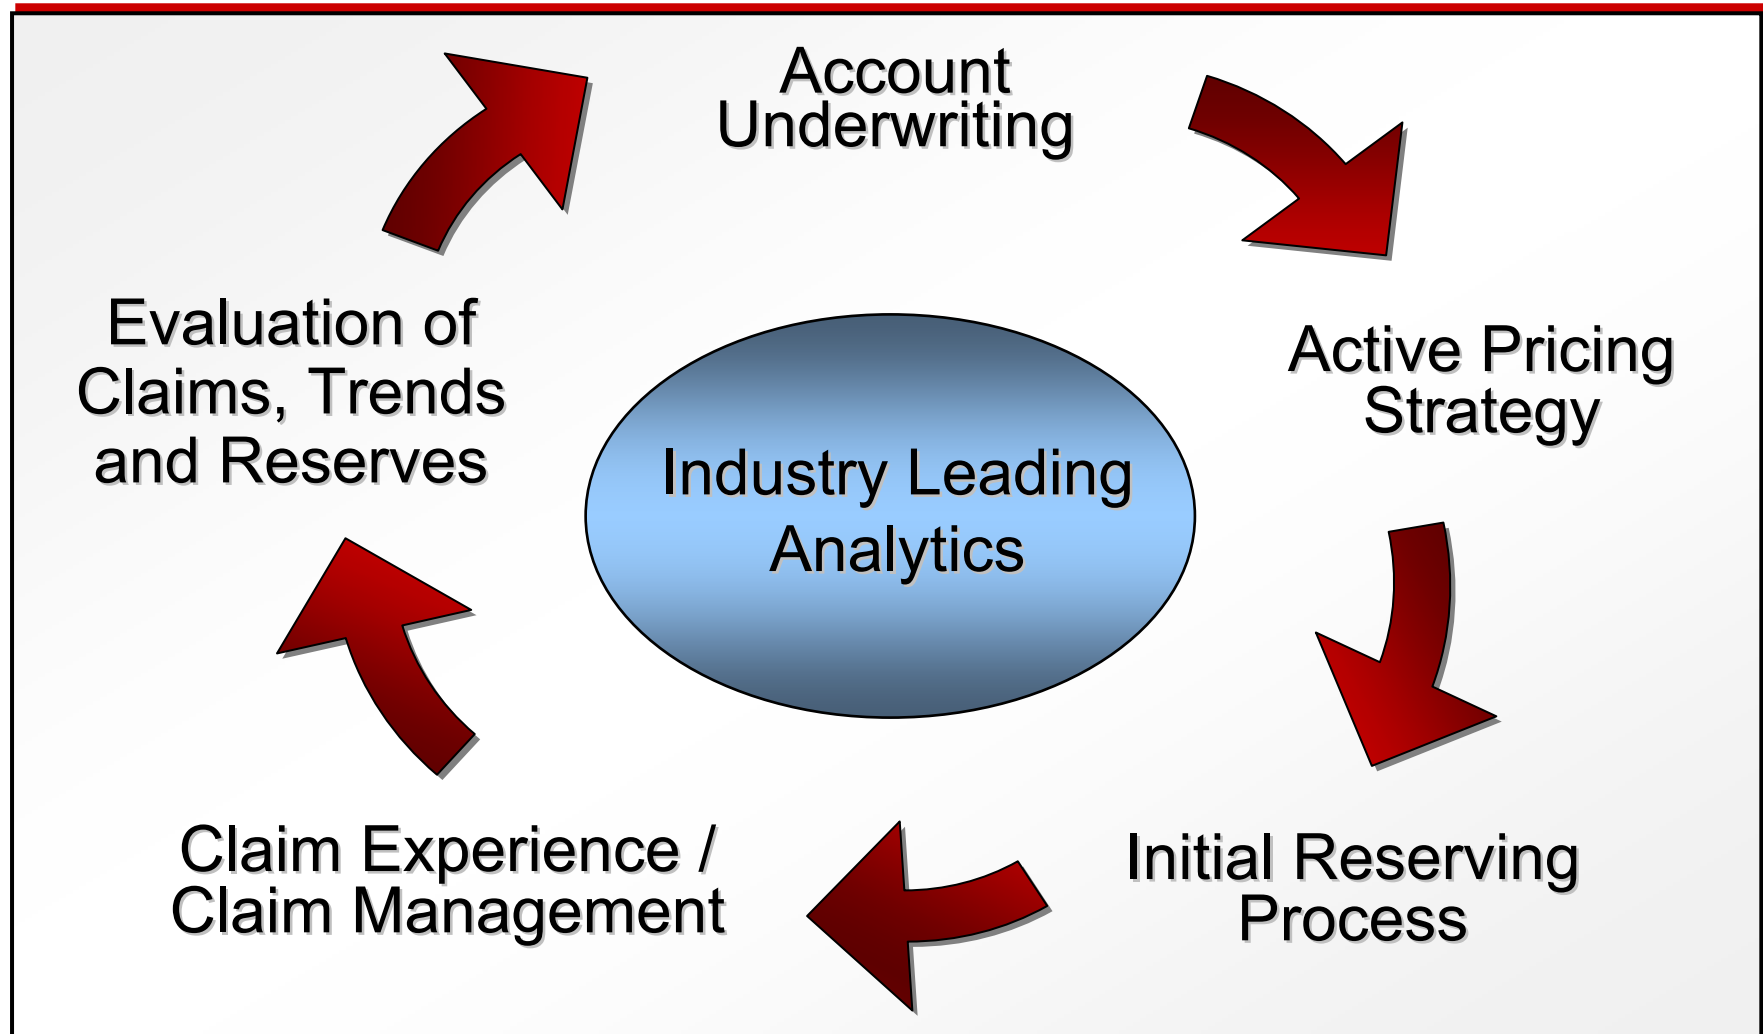 Account
Underwriting
Active Pricing
Strategy
Initial Reserving
Process
Claim Experience /
Claim Management
Evaluation of
Claims, Trends
and Reserves
Industry Leading
Analytics